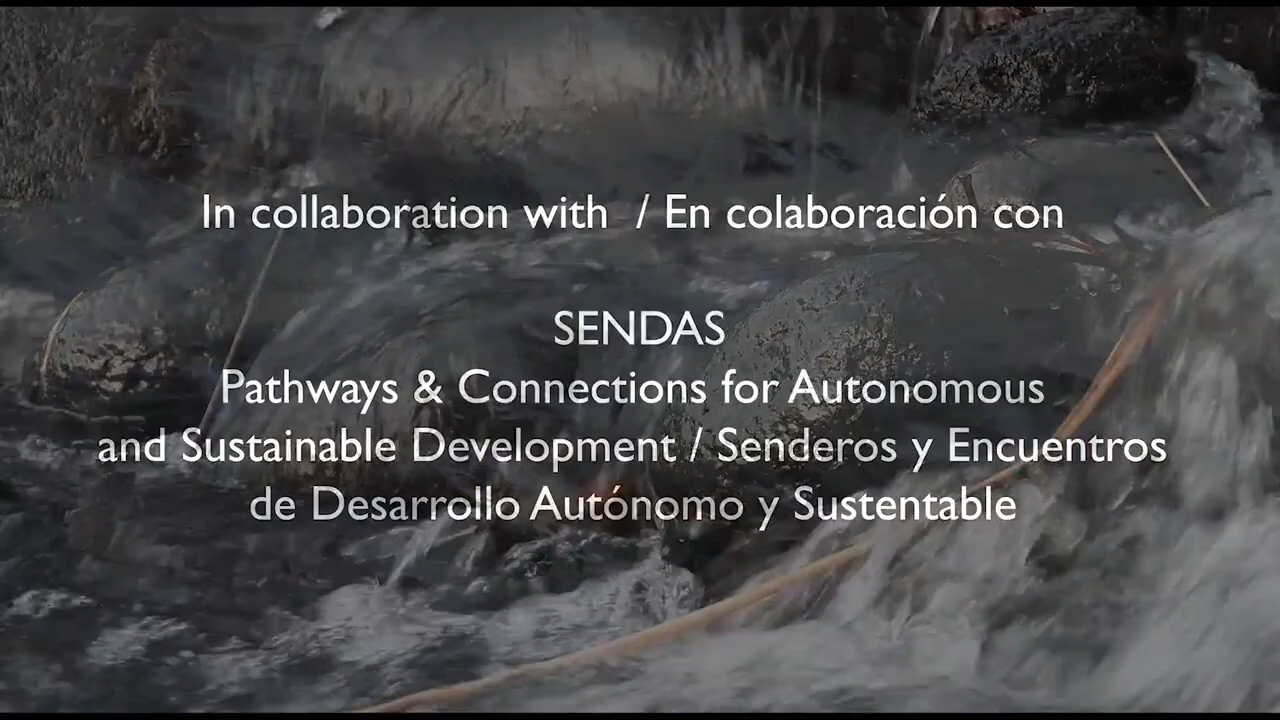 In collaboration with / En colaboración con
SENDAS
Pathways & Connections for Autonomous
and Sustainable Development / Senderos y Encuentros
de Desarrollo Autónomo y Sustentable